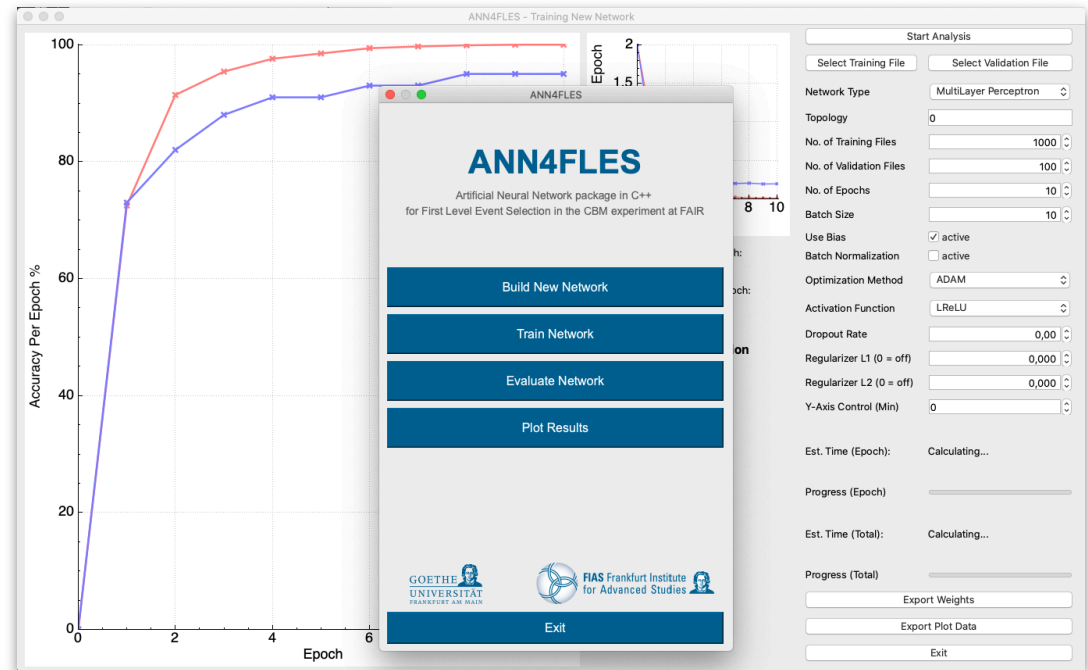 ANN4FLES - Training New Network
100
80
60
40
20
0
Accuracy Per Epoch %
0
2
4
6
Epoch
Epoch
2
1.5
8
10
h:
och:
on
ANN4FLES
ANN4FLES
Artificial Neural Network package in C++
for First Level Event Selection in the CBM experiment at FAIR
Build New Network
Train Network
Evaluate Network
Plot Results
GOETHE
UNIVERSITÄT
FRANKFURT AM MAIN
FIAS Frankfurt Institute
for Advanced Studies
Exit
Start Analysis
Select Training File
Select Validation File
Network Type
MultiLayer Perceptron
Topology
0
No. of Training Files
1000
No. of Validation Files
100
No. of Epochs
10
Batch Size
10
Use Bias
active
Batch Normalization
active
Optimization Method
ADAM
Activation Function
LReLU
Dropout Rate
0,00
Regularizer L1 (0 = off)
0,000
Regularizer L2 (0 = off)
0,000
Y-Axis Control (Min)
0
Est. Time (Epoch):
Calculating...
Progress (Epoch)
Est. Time (Total):
Calculating...
Progress (Total)
Export Weights
Export Plot Data
Exit